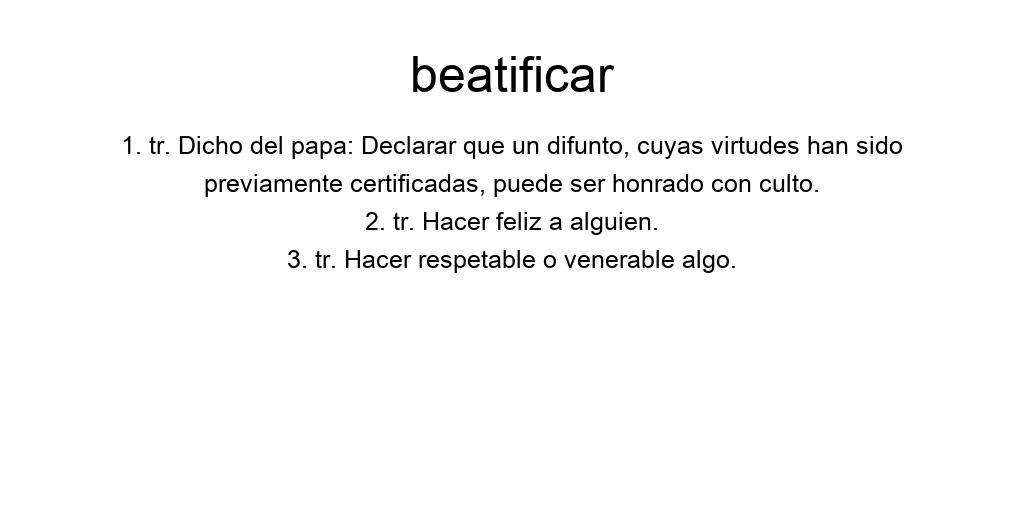 beatificar
1. tr. Dicho del papa: Declarar que un difunto, cuyas virtudes han sido
previamente certificadas, puede ser honrado con culto.
2. tr. Hacer feliz a alguien.
3. tr. Hacer respetable o venerable algo.